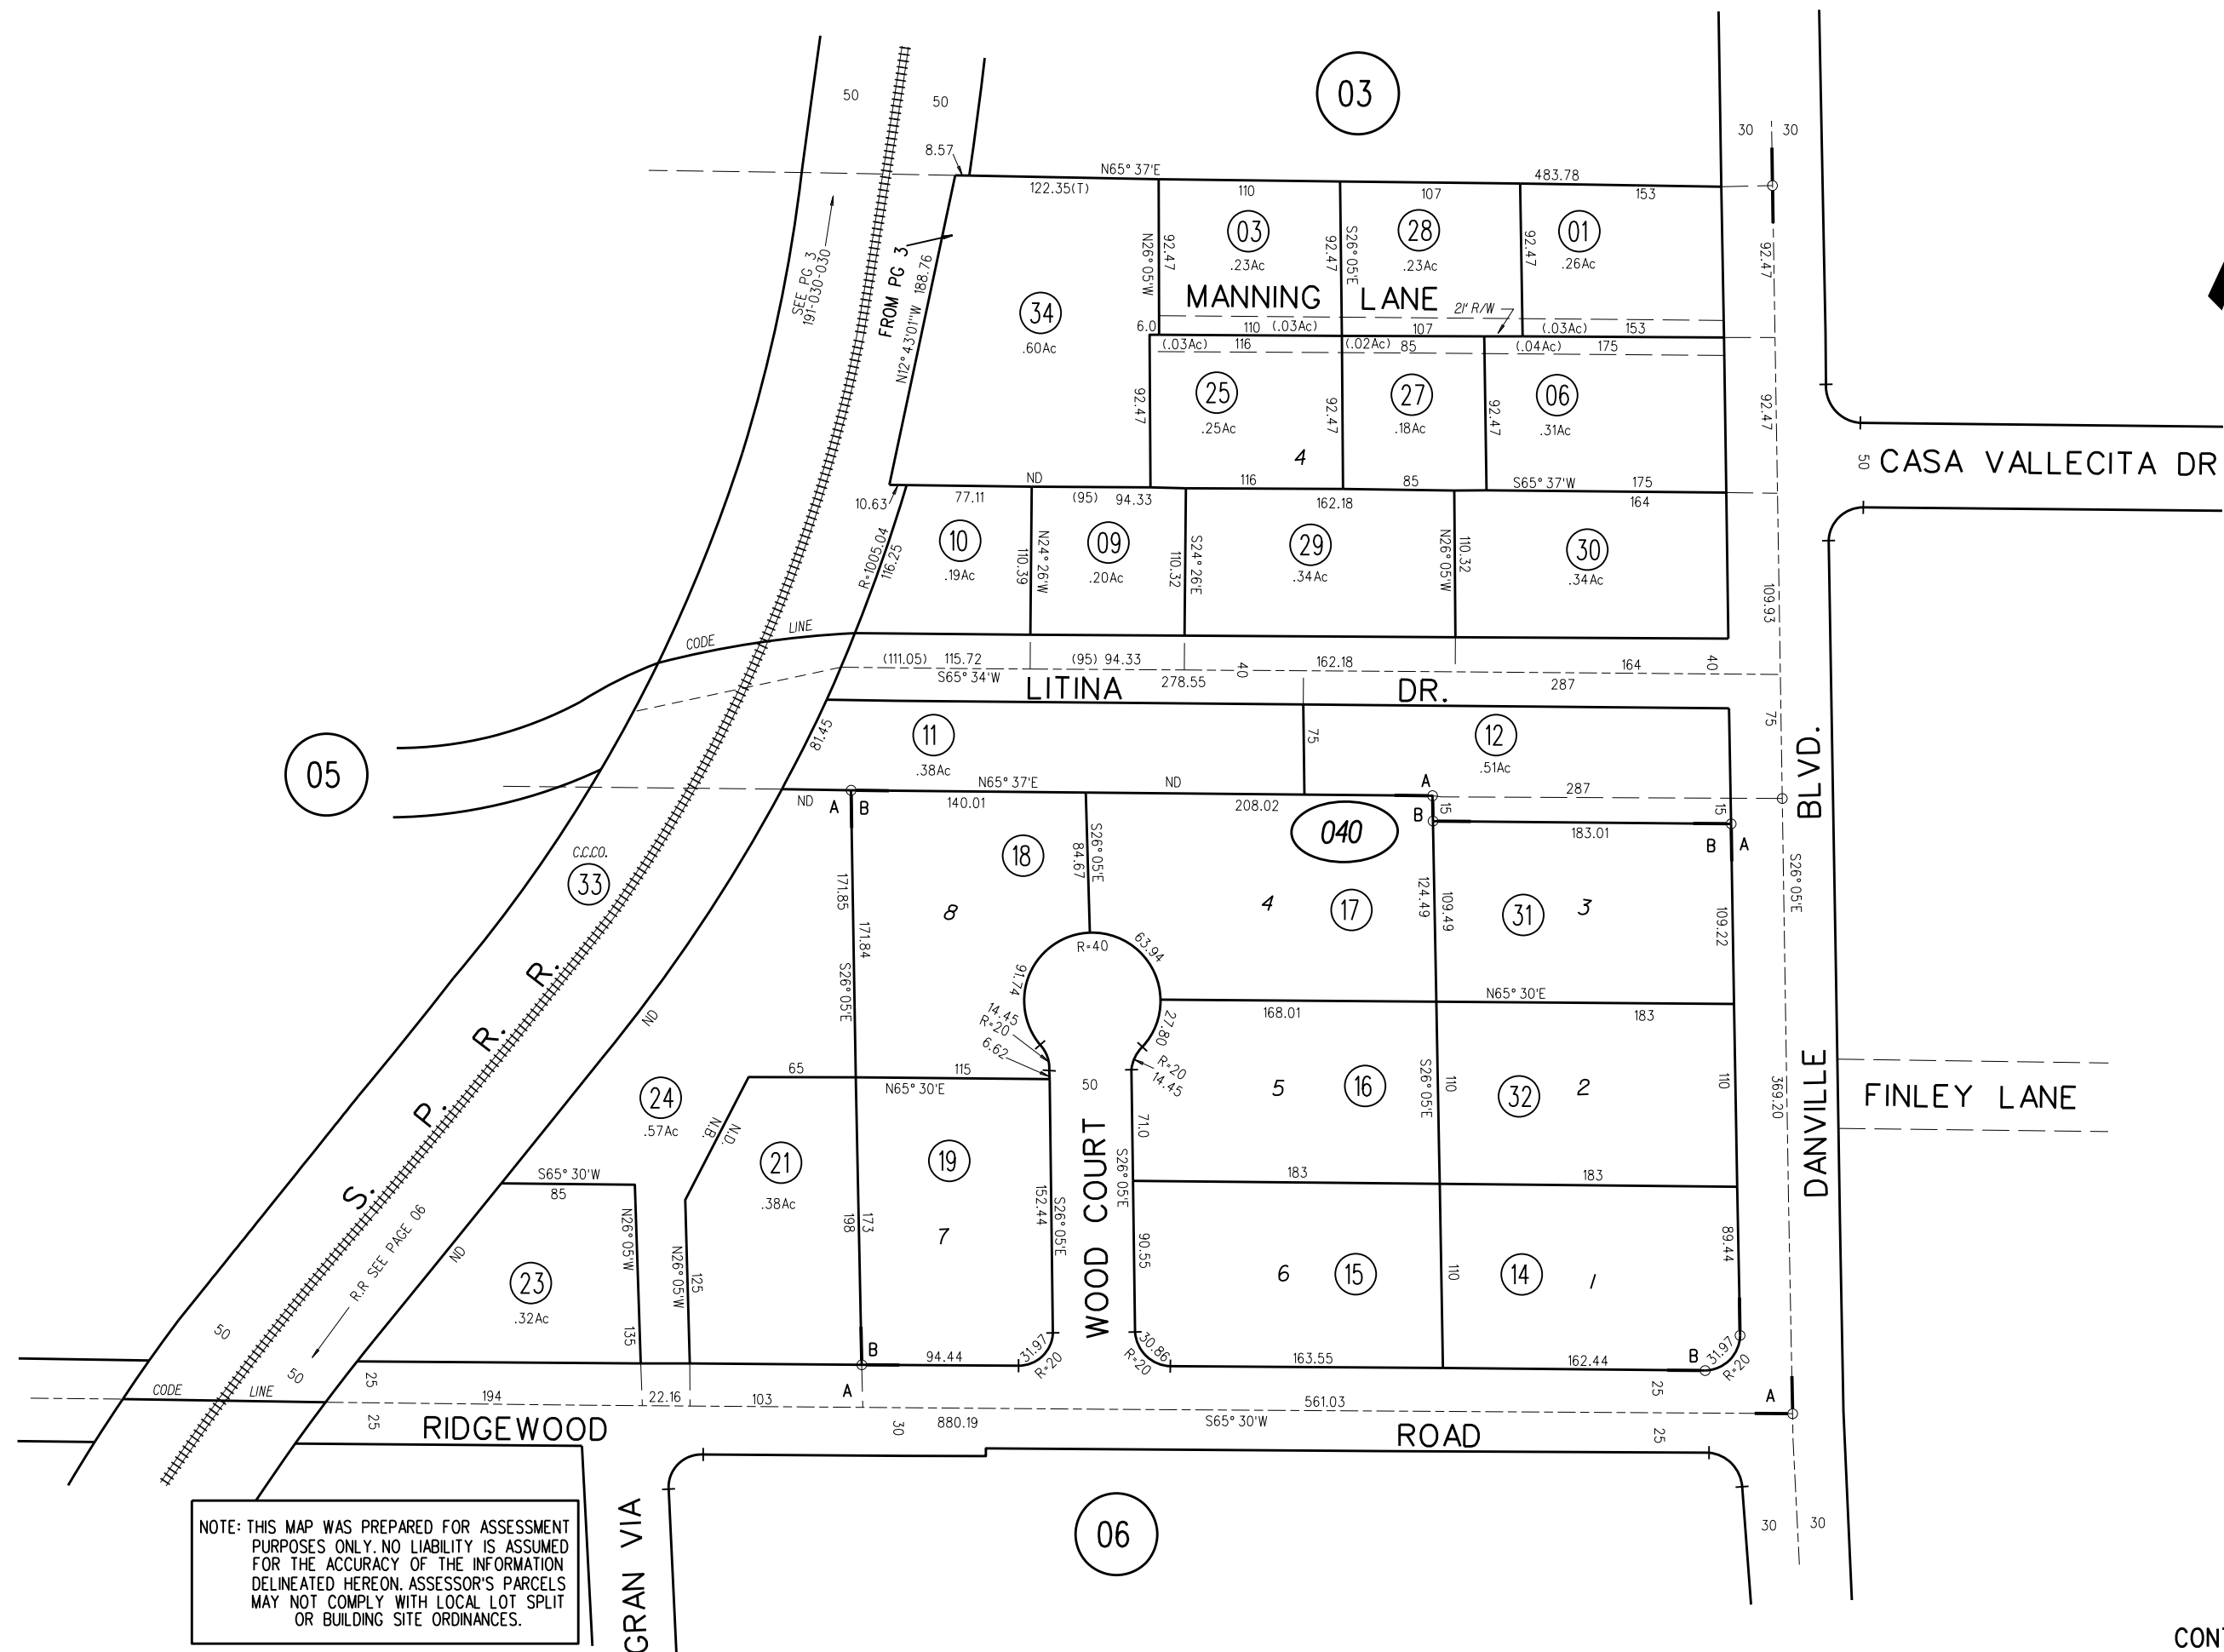 03
50
50
30
30
8.57
N65° 37'E
483.78
122.35(T)
110
107
153
SEE PG 3
191-030-030
FROM PG 3
N12° 43'01"W 188.76
34
.60Ac
N26° 05'W
92.47
03
.23Ac
92.47
S26° 05'E
28
.23Ac
92.47
01
.26Ac
92.47
MANNING LANE
21' R/W
6.0
110
(.03Ac)
107
(.03Ac)
153
(.03Ac)
116
(.02Ac)
85
(.04Ac)
175
92.47
25
.25Ac
92.47
27
.18Ac
92.47
06
.31Ac
92.47
4
50
CASA VALLECITA DR
ND
116
85
S65° 37'W
175
10.63
77.11
(95)
94.33
162.18
164
R=1005.04
116.25
10
.19Ac
110.39
N24° 26'W
09
.20Ac
110.32
S24° 26'E
29
.34Ac
N26° 05'W
110.32
30
.34Ac
109.93
CODE
LINE
(111.05)
115.72
(95)
94.33
40
162.18
164
40
S65° 34'W
LITINA
278.55
DR.
287
75
81.45
11
.38Ac
75
12
.51Ac
05
N65° 37'E
ND
A
287
ND
A
B
140.01
208.02
15
15
B
040
183.01
B
A
C.C.CO.
33
18
84.67
S26° 05'E
171.85
171.84
8
4
17
124.49
109.49
31
3
109.22
S26° 05'E
BLVD.
R=40
63.94
91.74
S26° 05'E
N65° 30'E
168.01
183
14.45
R=20
6.62
27.80
R=20
14.45
ND
S. P. R. R.
65
115
N65° 30'E
50
24
.57Ac
N.B.
N.D.
5
16
S26° 05'E
110
32
2
110
369.20
FINLEY LANE
DANVILLE
71.0
S26° 05'E
21
.38Ac
19
WOOD COURT
S65° 30'W
85
183
183
N26° 05'W
198
173
7
152.44
S26° 05'E
90.55
89.44
R.R SEE PAGE 06
ND
23
.32Ac
135
N26° 05'W
125
6
15
110
14
1
50
50
B
94.44
31.97
R=20
30.86
R=20
163.55
162.44
B
31.97
R=20
CODE
LINE
25
194
22.16
103
A
561.03
25
A
25
RIDGEWOOD
30
880.19
S65° 30'W
ROAD
25
30
30
GRAN VIA
06
NOTE: THIS MAP WAS PREPARED FOR ASSESSMENT
PURPOSES ONLY. NO LIABILITY IS ASSUMED
FOR THE ACCURACY OF THE INFORMATION
DELINEATED HEREON. ASSESSOR'S PARCELS
MAY NOT COMPLY WITH LOCAL LOT SPLIT
OR BUILDING SITE ORDINANCES.